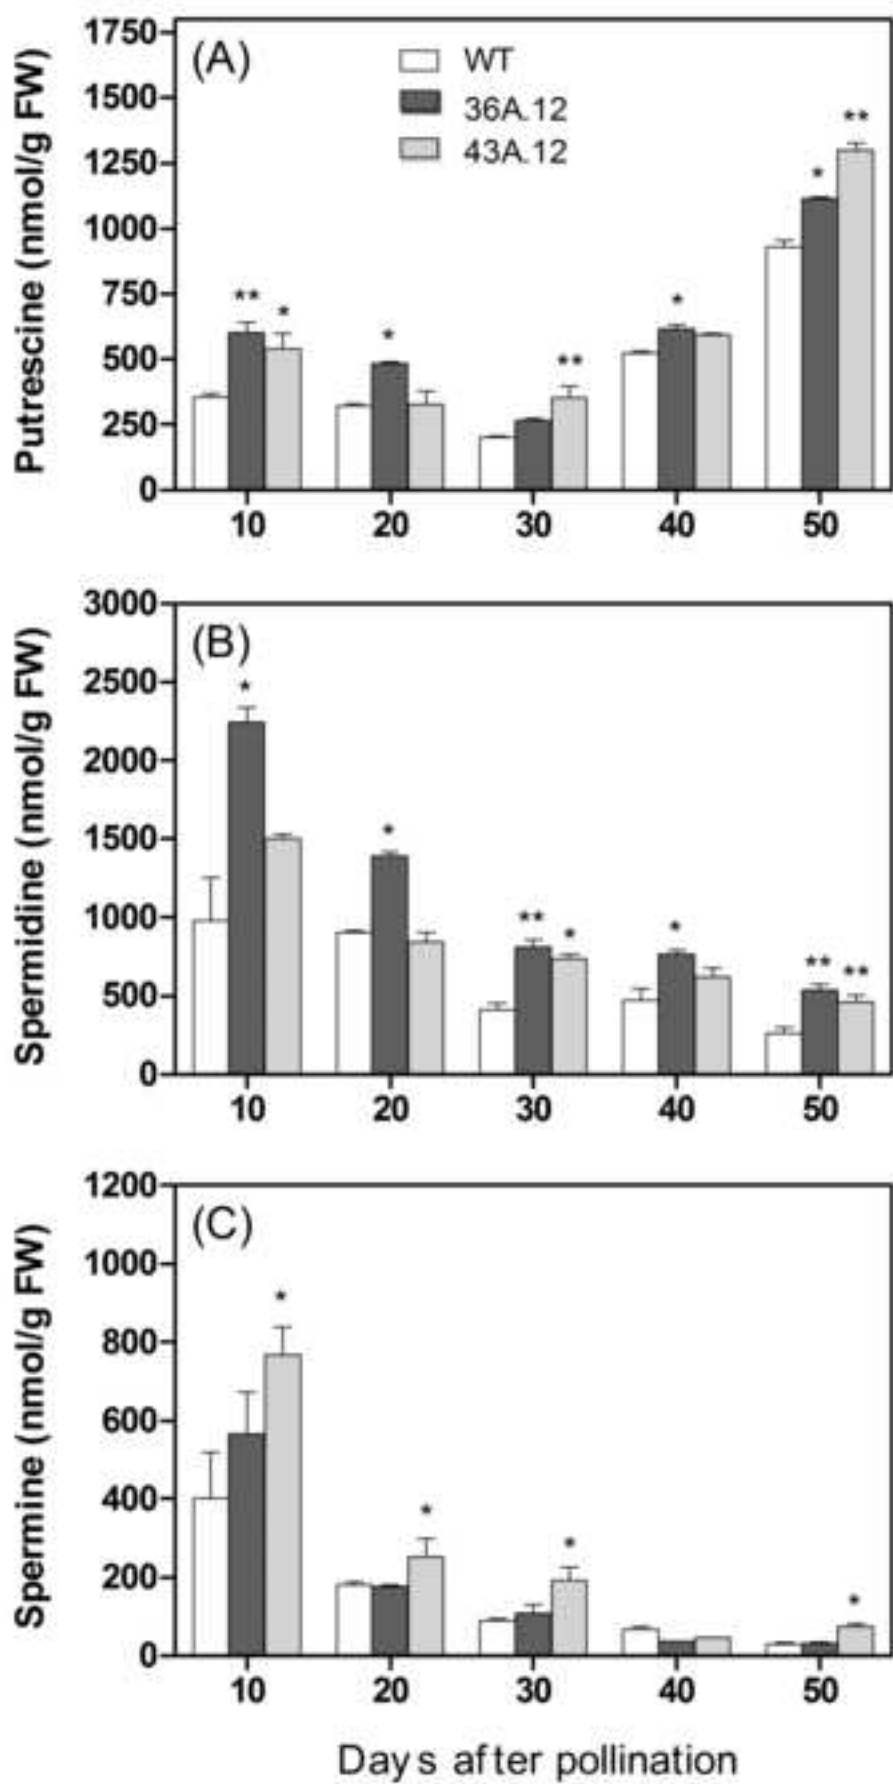 (A)
WT
36A.12
43A.12
Putrescine (nmol/g FW)
1750
1500
1250
1000
750
500
250
0
** * * ** * * **
10 20 30 40 50
(B)
Spermidine (nmol/g FW)
3000
2500
2000
1500
1000
500
0
* * ** * * ** **
10 20 30 40 50
(C)
Spermine (nmol/g FW)
1200
1000
800
600
400
200
0
* * * *
10 20 30 40 50
Days after pollination